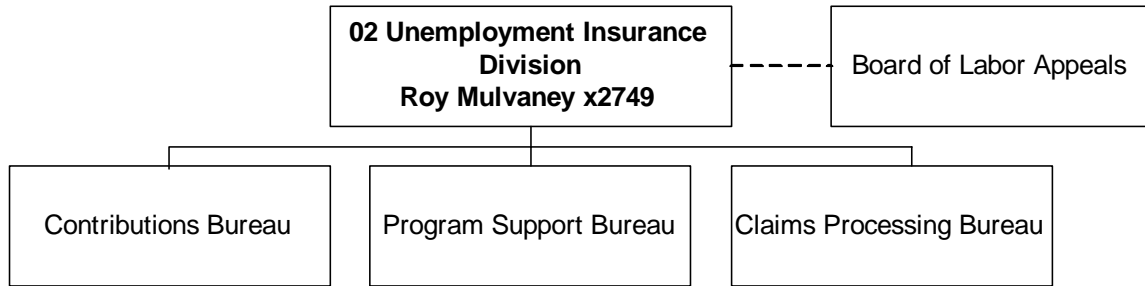 02 Unemployment Insurance
Division
Roy Mulvaney x2749
Board of Labor Appeals
Contributions Bureau
Program Support Bureau
Claims Processing Bureau